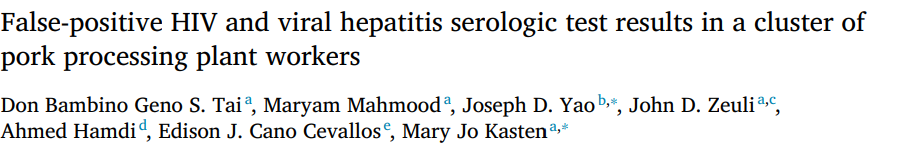 False-positive HIV and viral hepatitis serologic test results in a cluster of
pork processing plant workers
Don Bambino Geno S. Tai a, Maryam Mahmood a, Joseph D. Yao b,*, John D. Zeuli a,c,
Ahmed Hamdi d, Edison J. Cano Cevallos e, Mary Jo Kasten a,*